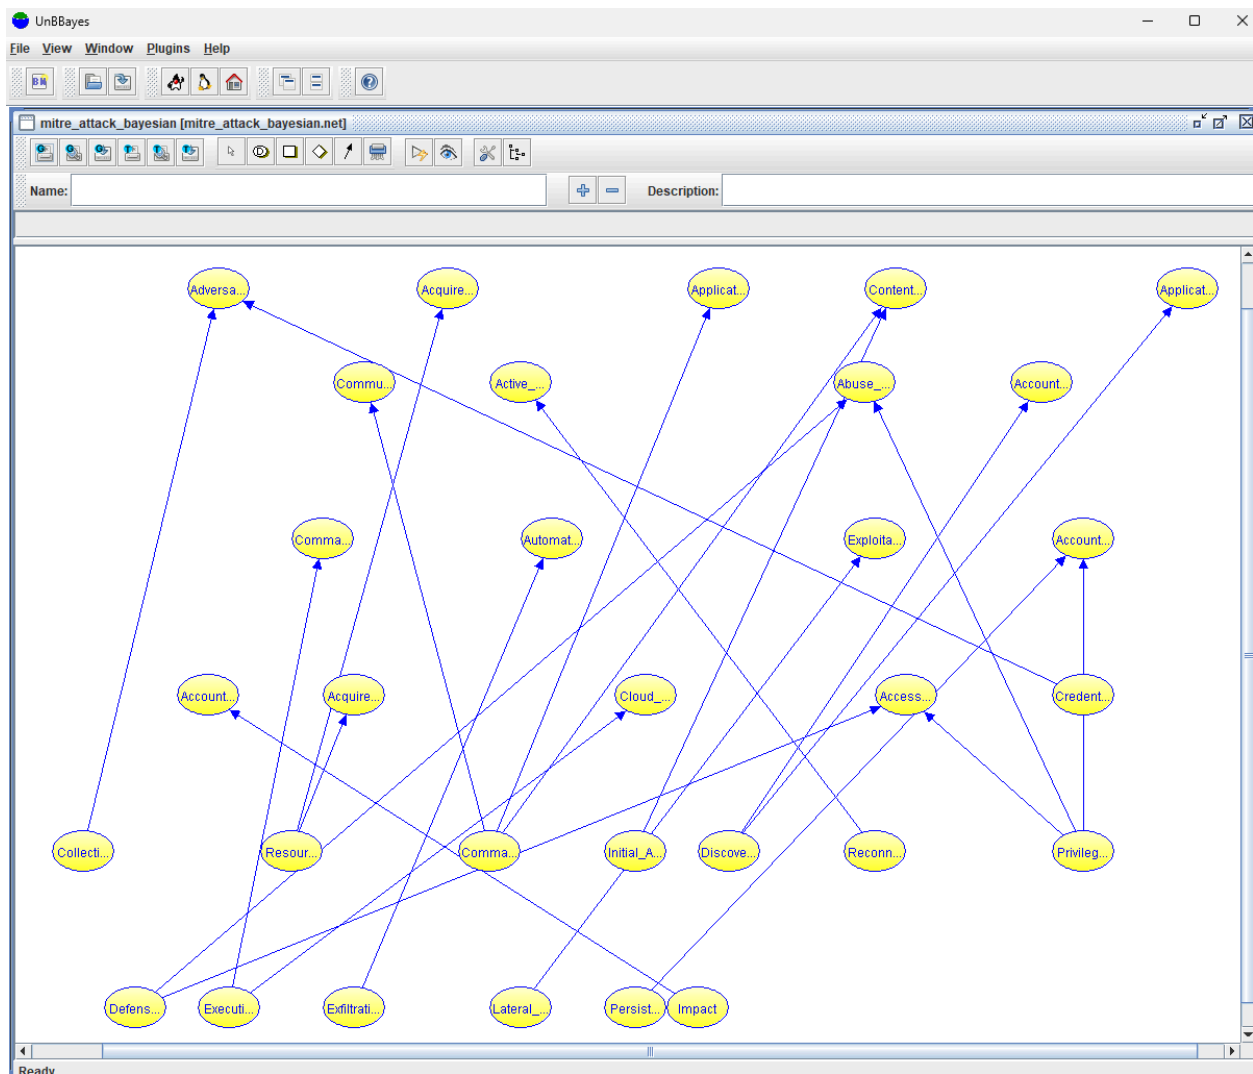 UnBBayes
File View Window Plugins Help
BN
mitre_attack_bayesian [mitre_attack_bayesian.net]
Name: Description:
Adversa... Acquire... Applicat... Content... Applicat...
Commu... Active_... Abuse_... Account...
Comma... Automat... Exploita... Account...
Account... Acquire... Cloud_... Access... Credent...
Collecti... Resour... Comma... Initial_A... Discove... Reconn... Privileg...
Defens... Executi... Exfiltrati... Lateral_... Persist... Impact
Ready